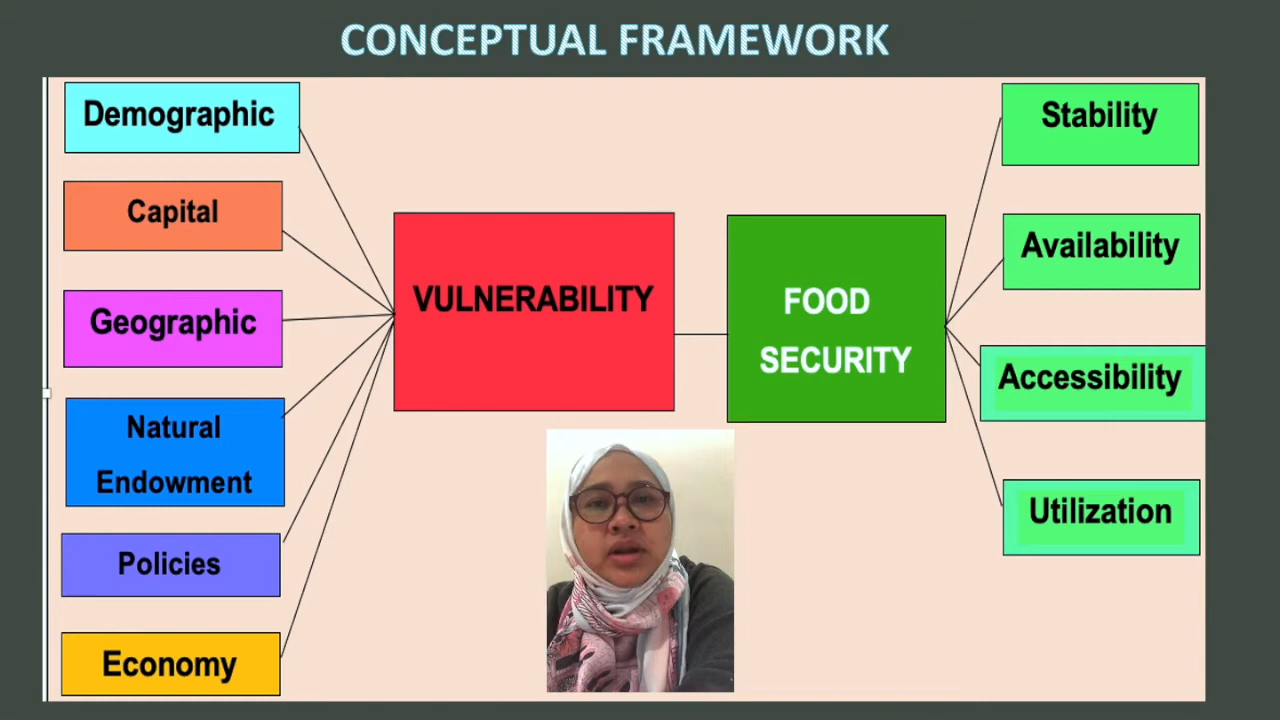 CONCEPTUAL FRAMEWORK
Demographic
Capital
Geographic
Natural
Endowment
Policies
Economy
VULNERABILITY
FOOD
SECURITY
Stability
Availability
Accessibility
Utilization